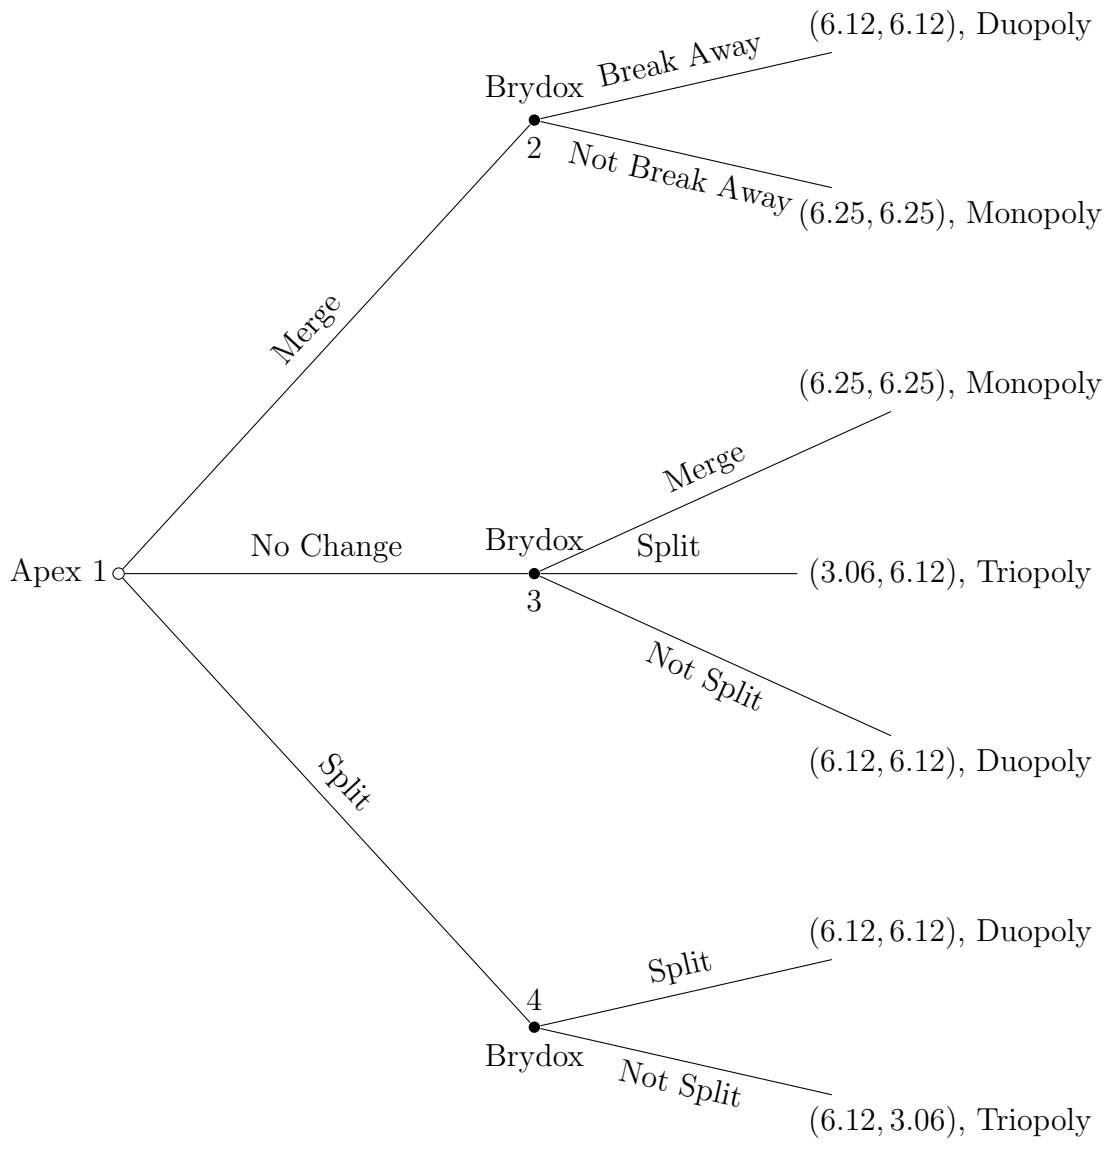 (6.12, 6.12), Duopoly
Break Away
Brydox
2
Not Break Away
(6.25, 6.25), Monopoly
Merge
(6.25, 6.25), Monopoly
Merge
No Change
Brydox
Split
Apex 1
(3.06, 6.12), Triopoly
3
Not Split
(6.12, 6.12), Duopoly
Split
(6.12, 6.12), Duopoly
Split
4
Brydox
Not Split
(6.12, 3.06), Triopoly